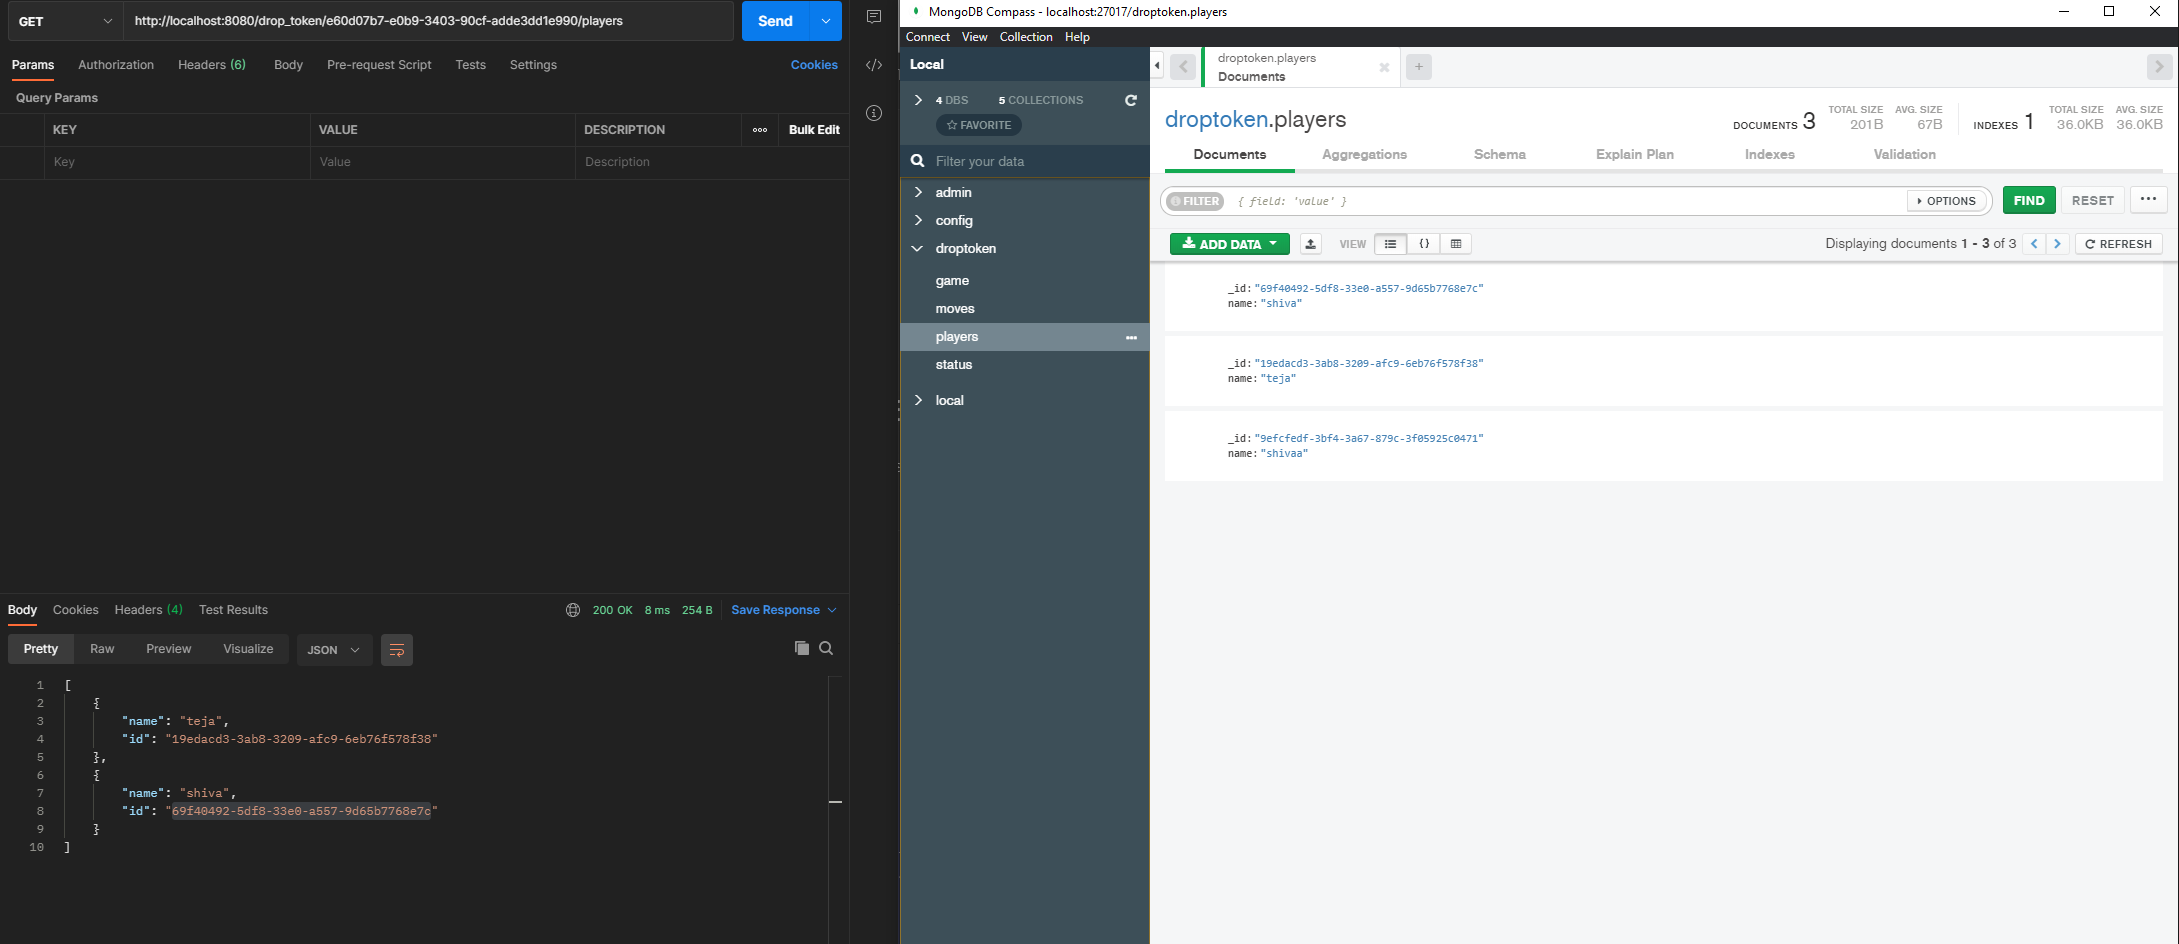 GET
http://localhost:8080/drop_token/e60d07b7-e0b9-3403-90cf-adde3dd1e990/players
Send
Params
Authorization
Headers (6)
Body
Pre-request Script
Tests
Settings
Cookies
Query Params
KEY
VALUE
DESCRIPTION
Bulk Edit
Key
Value
Description
Body
Cookies
Headers (4)
Test Results
200 OK
8 ms
254 B
Save Response
Pretty
Raw
Preview
Visualize
JSON
1 [
2 {
3 "name": "teja",
4 "id": "19edacd3-3ab8-3209-afc9-6eb76f578f38"
5 },
6 {
7 "name": "shiva",
8 "id": "69f40492-5df8-33e0-a557-9d65b7768e7c"
9 }
10 ]
MongoDB Compass - localhost:27017/droptoken.players
Connect
View
Collection
Help
Local
4 DBS
5 COLLECTIONS
FAVORITE
Filter your data
admin
config
droptoken
game
moves
players
status
local
droptoken.players
Documents
droptoken.players
DOCUMENTS 3
TOTAL SIZE
201B
AVG. SIZE
67B
INDEXES 1
TOTAL SIZE
36.0KB
AVG. SIZE
36.0KB
Documents
Aggregations
Schema
Explain Plan
Indexes
Validation
FILTER
{ field: 'value' }
OPTIONS
FIND
RESET
ADD DATA
VIEW
{}
Displaying documents 1 - 3 of 3
REFRESH
_id: "69f40492-5df8-33e0-a557-9d65b7768e7c"
name: "shiva"
_id: "19edacd3-3ab8-3209-afc9-6eb76f578f38"
name: "teja"
_id: "9efcfedf-3bf4-3a67-879c-3f05925c0471"
name: "shivaa"